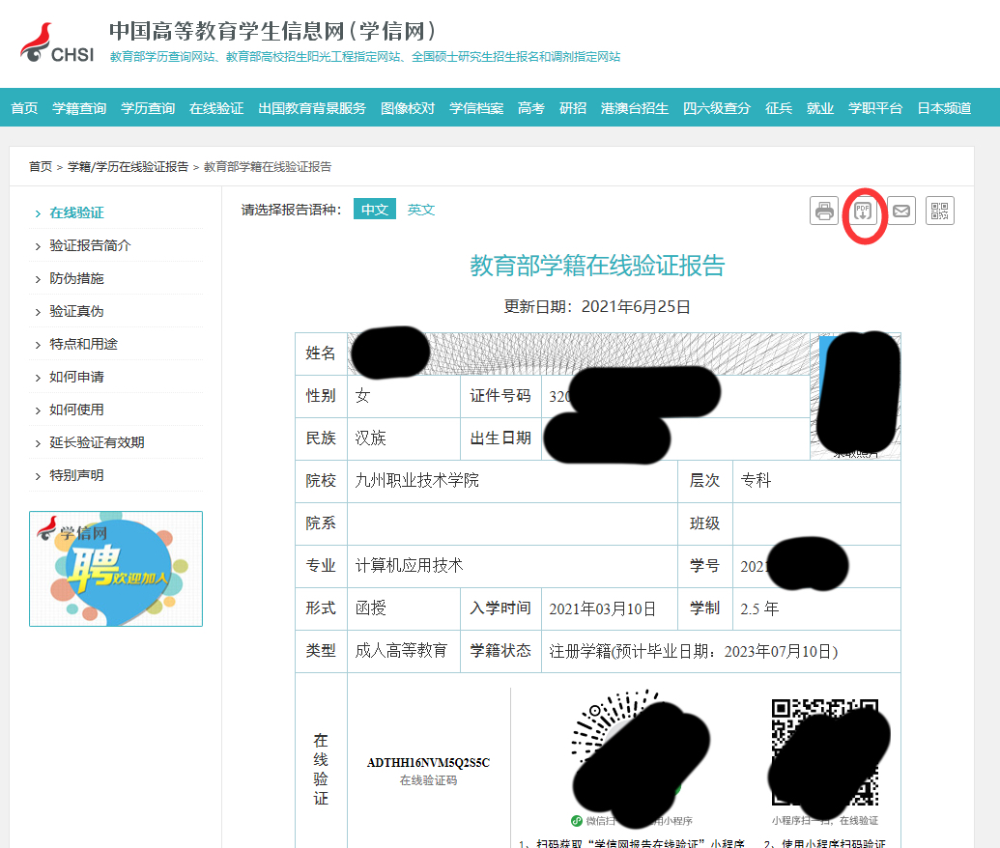 CHSI
中国高等教育学生信息网（学信网）
教育部学历查询网站、教育部高校招生阳光工程指定网站、全国硕士研究生招生报名和调剂指定网站
首页 学籍查询 学历查询 在线验证 出国教育背景服务 图像校对 学信档案 高考 研招 港澳台招生 四六级查分 征兵 就业 学职平台 日本频道
首页 > 学籍/学历在线验证报告 > 教育部学籍在线验证报告
> 在线验证
> 验证报告简介
> 防伪措施
> 验证真伪
> 特点和用途
> 如何申请
> 如何使用
> 延长验证有效期
> 特别声明
学信网
聘欢迎加入
请选择报告语种： 中文 英文
PDF
教育部学籍在线验证报告
更新日期：2021年6月25日
姓名
性别 女 证件号码 320
民族 汉族 出生日期
录取照片
院校 九州职业技术学院 层次 专科
院系 班级
专业 计算机应用技术 学号 2021
形式 函授 入学时间 2021年03月10日 学制 2.5 年
类型 成人高等教育 学籍状态 注册学籍(预计毕业日期：2023年07月10日)
在线验证
ADTHH16NVM5Q2S5C
在线验证码
微信扫 用小程序
小程序扫一扫，在线验证
1、扫码获取“学信网报告在线验证”小程序
2、使用小程序扫码验证